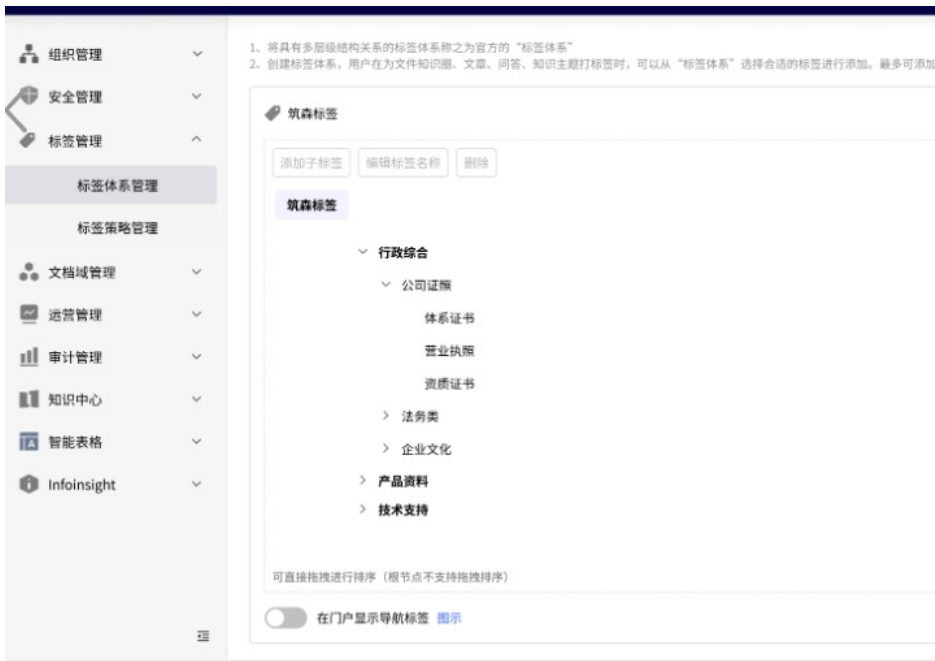 组织管理
安全管理
标签管理
标签体系管理
标签策略管理
文档域管理
运营管理
审计管理
知识中心
智能表格
Infoinsight
1、将具有多层级结构关系的标签体系称之为官方的“标签体系”
2、创建标签体系，用户在为文件知识圈、文章、问答、知识主题打标签时，可以从“标签体系”选择合适的标签进行添加。最多可添加
筑森标签
添加子标签 编辑标签名称 删除
筑森标签
行政综合
公司证照
体系证书
营业执照
资质证书
法务类
企业文化
产品资料
技术支持
可直接拖拽进行排序（根节点不支持拖拽排序）
在门户显示导航标签 图示